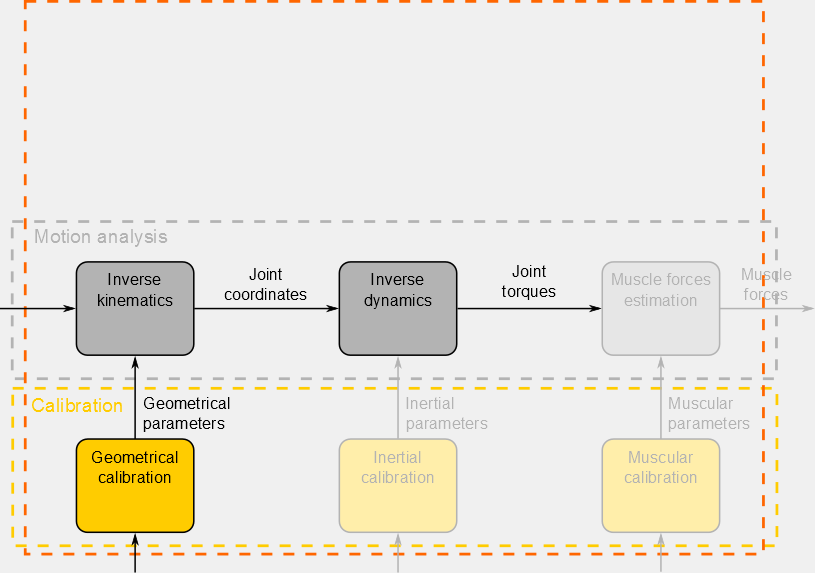 Motion analysis
Inverse
kinematics
Joint
coordinates
Inverse
dynamics
Joint
torques
Muscle forces
estimation
Muscle
forces
Calibration
Geometrical
parameters
Inertial
parameters
Muscular
parameters
Geometrical
calibration
Inertial
calibration
Muscular
calibration